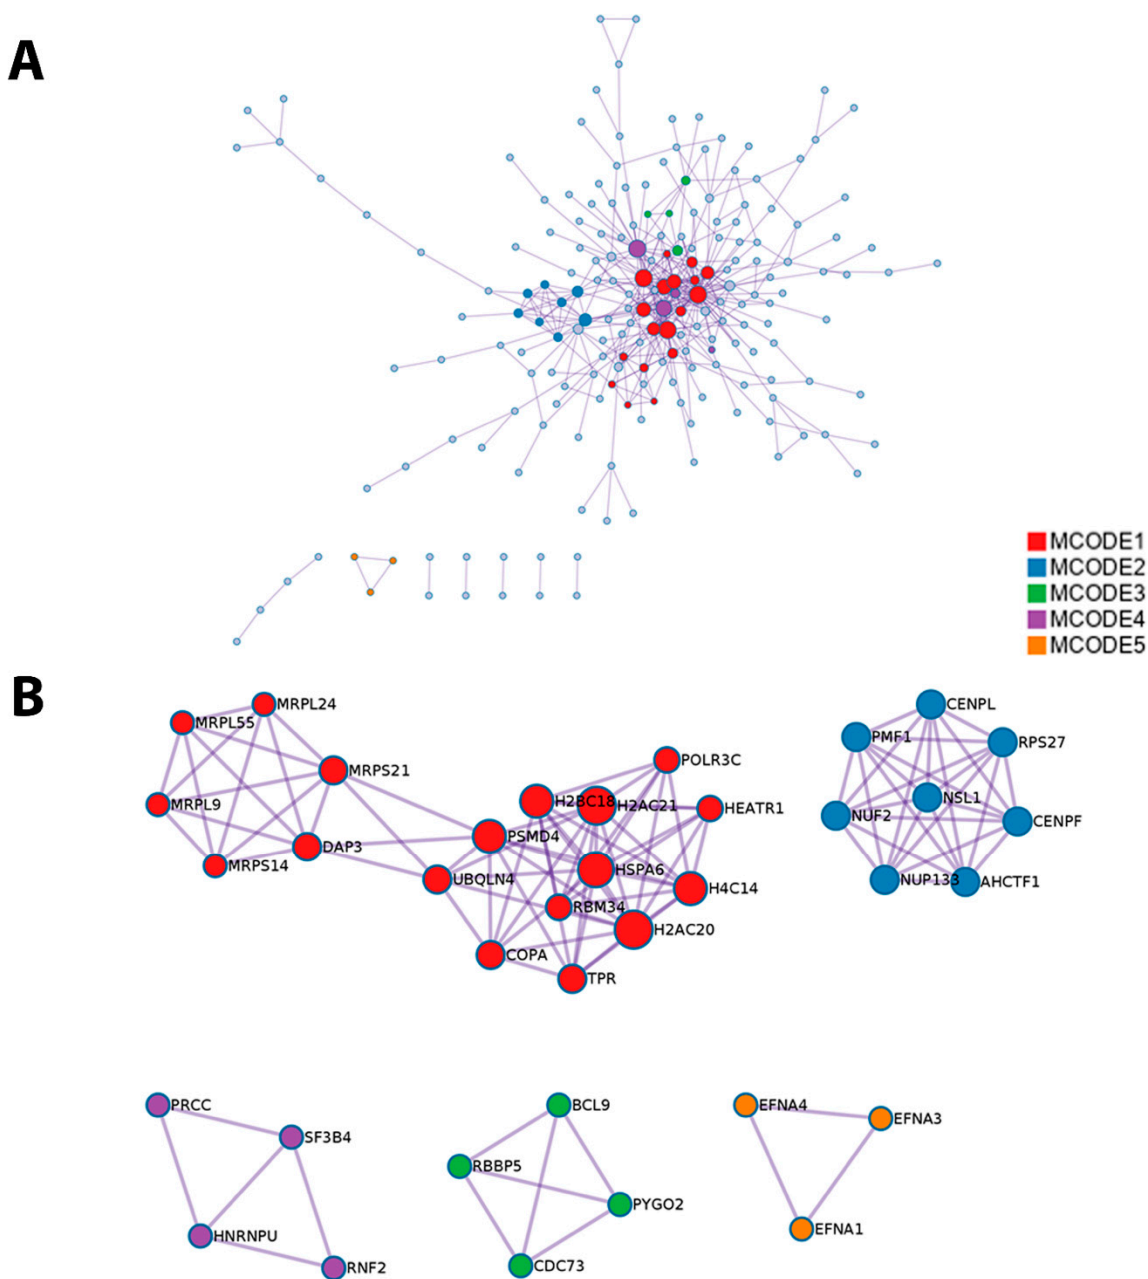 A
MCODE1
MCODE2
MCODE3
MCODE4
MCODE5
B
MRPL24
MRPL55
MRPS21
MRPL9
DAP3
MRPS14
POLR3C
H2BC18
H2AC21
HEATR1
PSMD4
HSPA6
UBQLN4
H4C14
RBM34
H2AC20
COPA
TPR
CENPL
PMF1
RPS27
NSL1
NUF2
CENPF
NUP133
AHCTF1
PRCC
SF3B4
HNRNPU
RNF2
BCL9
RBBP5
PYGO2
CDC73
EFNA4
EFNA3
EFNA1